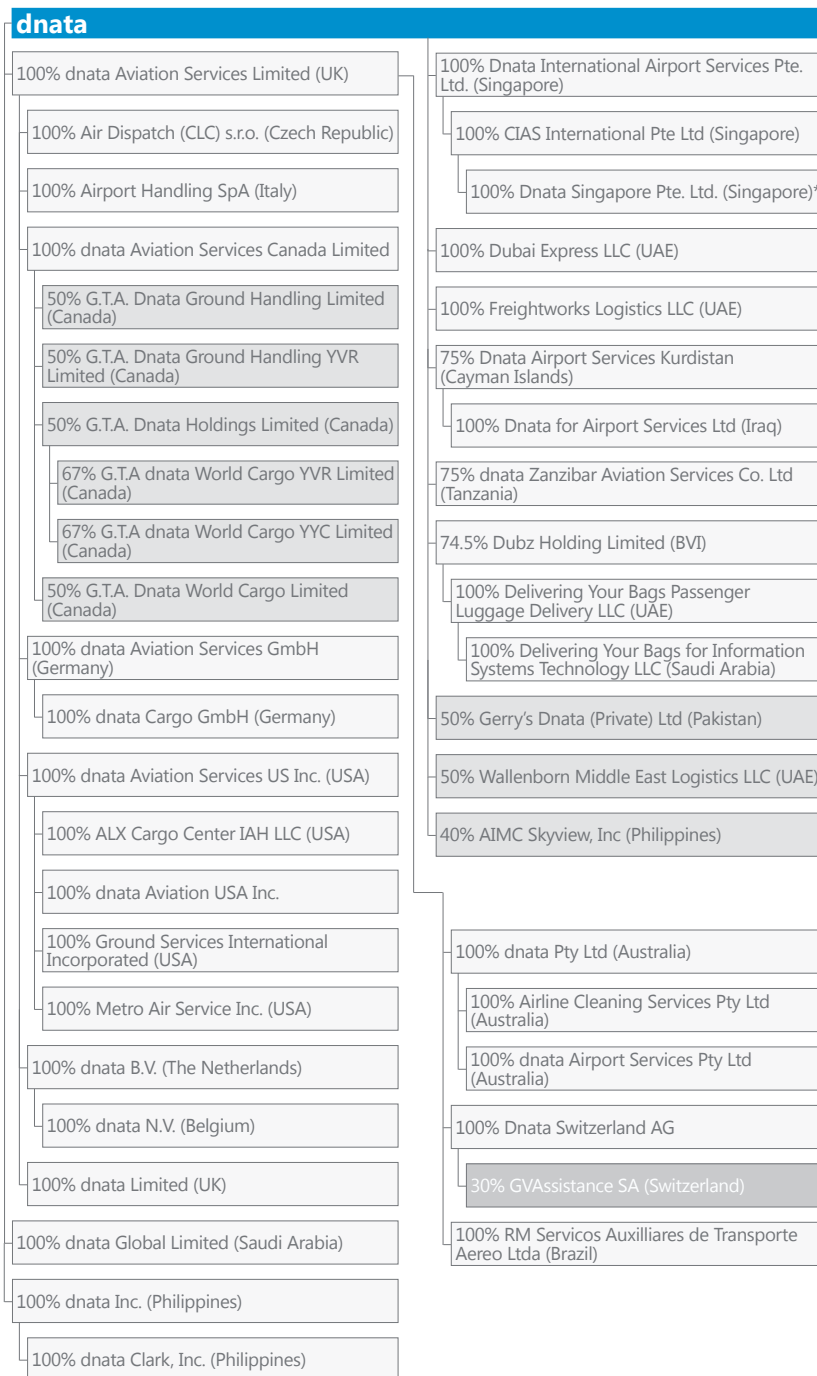 dnata
100% dnata Aviation Services Limited (UK)
100% Air Dispatch (CLC) s.r.o. (Czech Republic)
100% Airport Handling SpA (Italy)
100% dnata Aviation Services Canada Limited
50% G.T.A. Dnata Ground Handling Limited
(Canada)
50% G.T.A. Dnata Ground Handling YVR
Limited (Canada)
50% G.T.A. Dnata Holdings Limited (Canada)
67% G.T.A dnata World Cargo YVR Limited
(Canada)
67% G.T.A dnata World Cargo YYC Limited
(Canada)
50% G.T.A. Dnata World Cargo Limited
(Canada)
100% dnata Aviation Services GmbH
(Germany)
100% dnata Cargo GmbH (Germany)
100% dnata Aviation Services US Inc. (USA)
100% ALX Cargo Center IAH LLC (USA)
100% dnata Aviation USA Inc.
100% Ground Services International
Incorporated (USA)
100% Metro Air Service Inc. (USA)
100% dnata B.V. (The Netherlands)
100% dnata N.V. (Belgium)
100% dnata Limited (UK)
100% dnata Global Limited (Saudi Arabia)
100% dnata Inc. (Philippines)
100% dnata Clark, Inc. (Philippines)
100% Dnata International Airport Services Pte.
Ltd. (Singapore)
100% CIAS International Pte Ltd (Singapore)
100% Dnata Singapore Pte. Ltd. (Singapore)*
100% Dubai Express LLC (UAE)
100% Freightworks Logistics LLC (UAE)
75% Dnata Airport Services Kurdistan
(Cayman Islands)
100% Dnata for Airport Services Ltd (Iraq)
75% dnata Zanzibar Aviation Services Co. Ltd
(Tanzania)
74.5% Dubz Holding Limited (BVI)
100% Delivering Your Bags Passenger
Luggage Delivery LLC (UAE)
100% Delivering Your Bags for Information
Systems Technology LLC (Saudi Arabia)
50% Gerry's Dnata (Private) Ltd (Pakistan)
50% Wallenborn Middle East Logistics LLC (UAE)
40% AIMC Skyview, Inc (Philippines)
100% dnata Pty Ltd (Australia)
100% Airline Cleaning Services Pty Ltd
(Australia)
100% dnata Airport Services Pty Ltd
(Australia)
100% Dnata Switzerland AG
30% GVAssistance SA (Switzerland)
100% RM Servicos Auxilliares de Transporte
Aereo Ltda (Brazil)